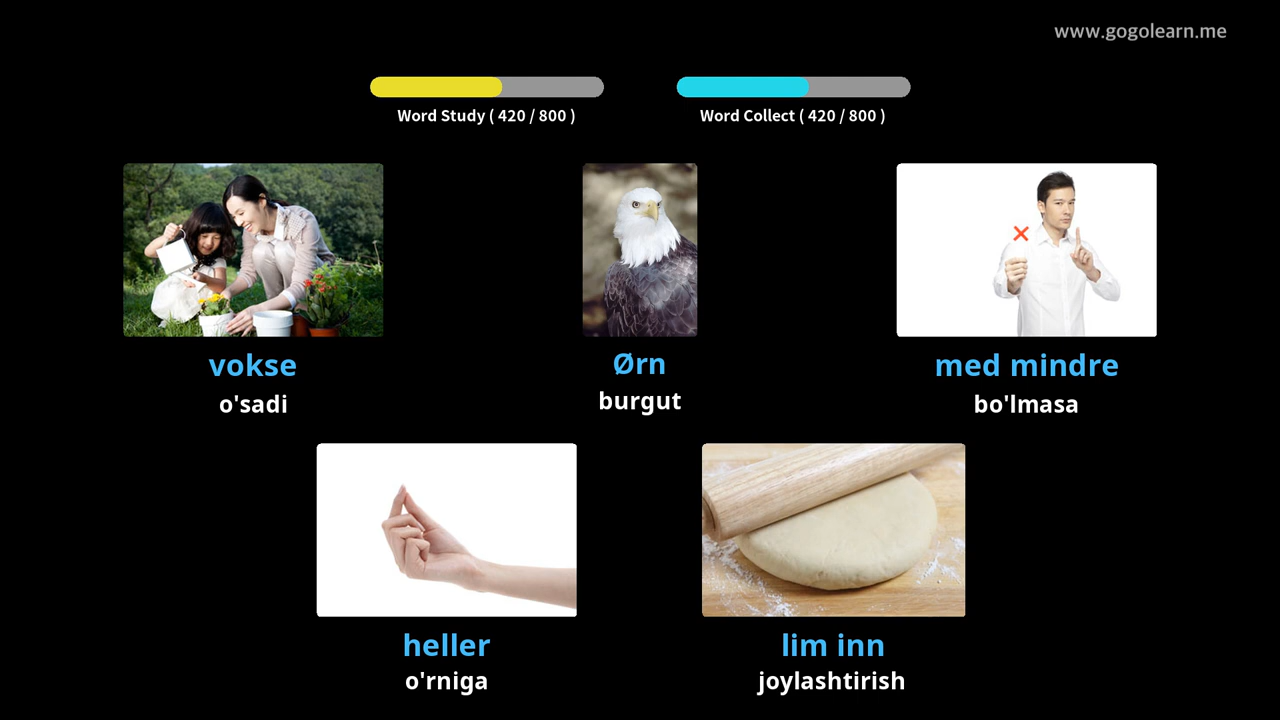 www.gogolearn.me
Word Study ( 420 / 800 )
Word Collect ( 420 / 800 )
vokse
o'sadi
Ørn
burgut
med mindre
bo'lmasa
heller
o'rniga
lim inn
joylashtirish